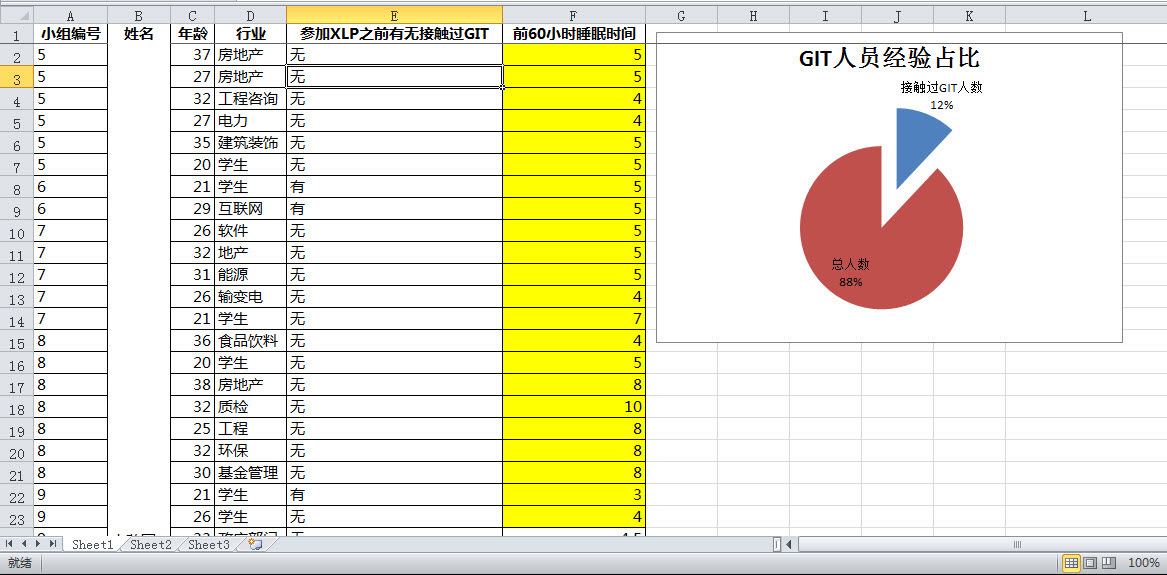 A B C D E F G H I J K L
1 小组编号 姓名 年龄 行业 参加XLP之前有无接触过GIT 前60小时睡眠时间
2 5 37 房地产 无 5
3 5 27 房地产 无 5
4 5 32 工程咨询 无 4
5 5 27 电力 无 4
6 5 35 建筑装饰 无 5
7 5 20 学生 无 5
8 6 21 学生 有 5
9 6 29 互联网 有 5
10 7 26 软件 无 5
11 7 32 地产 无 5
12 7 31 能源 无 5
13 7 26 输变电 无 4
14 7 21 学生 无 7
15 8 36 食品饮料 无 4
16 8 20 学生 无 5
17 8 38 房地产 无 8
18 8 32 质检 无 10
19 8 25 工程 无 8
20 8 32 环保 无 8
21 8 30 基金管理 无 8
22 9 21 学生 有 3
23 9 26 学生 无 4
GIT人员经验占比
接触过GIT人数
12%
总人数
88%
Sheet1 Sheet2 Sheet3
就绪 100%